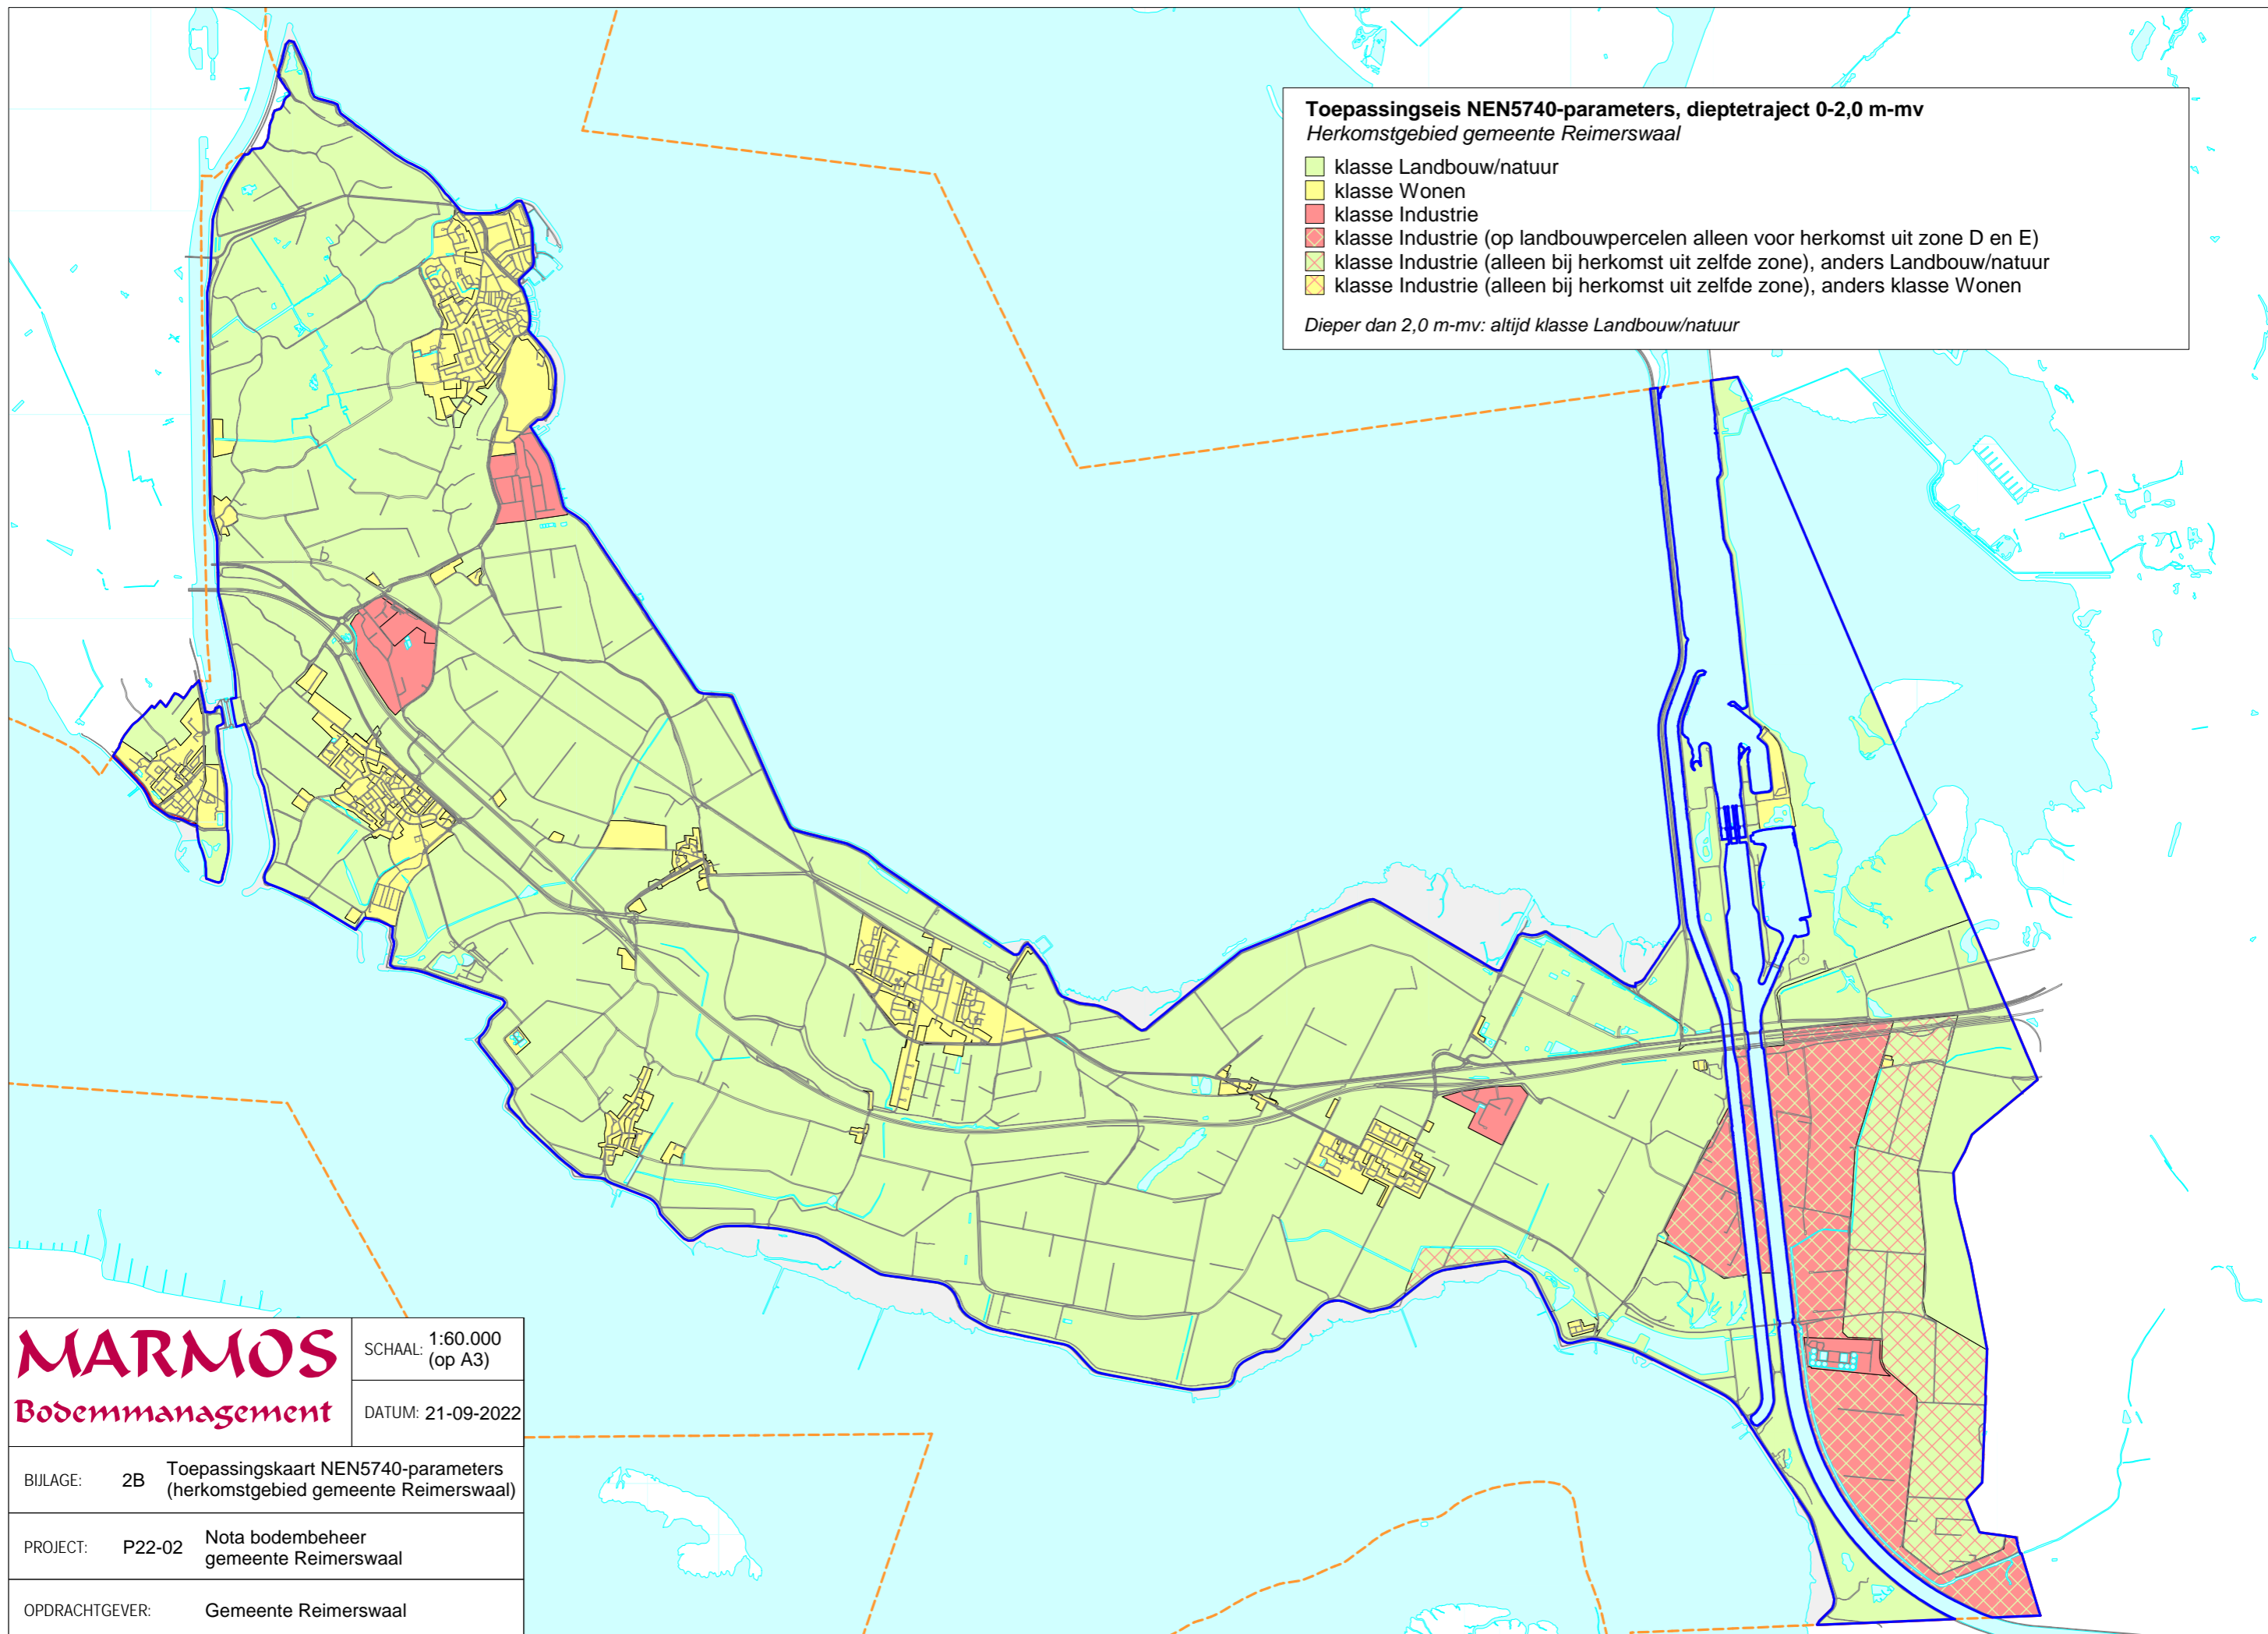 Toepassingseis NEN5740-parameters, dieptetraject 0-2,0 m-mv
Herkomstgebied gemeente Reimerswaal
klasse Landbouw/natuur
klasse Wonen
klasse Industrie
klasse Industrie (op landbouwpercelen alleen voor herkomst uit zone D en E)
klasse Industrie (alleen bij herkomst uit zelfde zone), anders Landbouw/natuur
klasse Industrie (alleen bij herkomst uit zelfde zone), anders klasse Wonen
Dieper dan 2,0 m-mv: altijd klasse Landbouw/natuur
MARMOS
Bodemmanagement
SCHAAL: 1:60.000
(op A3)
DATUM: 21-09-2022
BIJLAGE: 2B Toepassingskaart NEN5740-parameters
(herkomstgebied gemeente Reimerswaal)
PROJECT: P22-02 Nota bodembeheer
gemeente Reimerswaal
OPDRACHTGEVER: Gemeente Reimerswaal